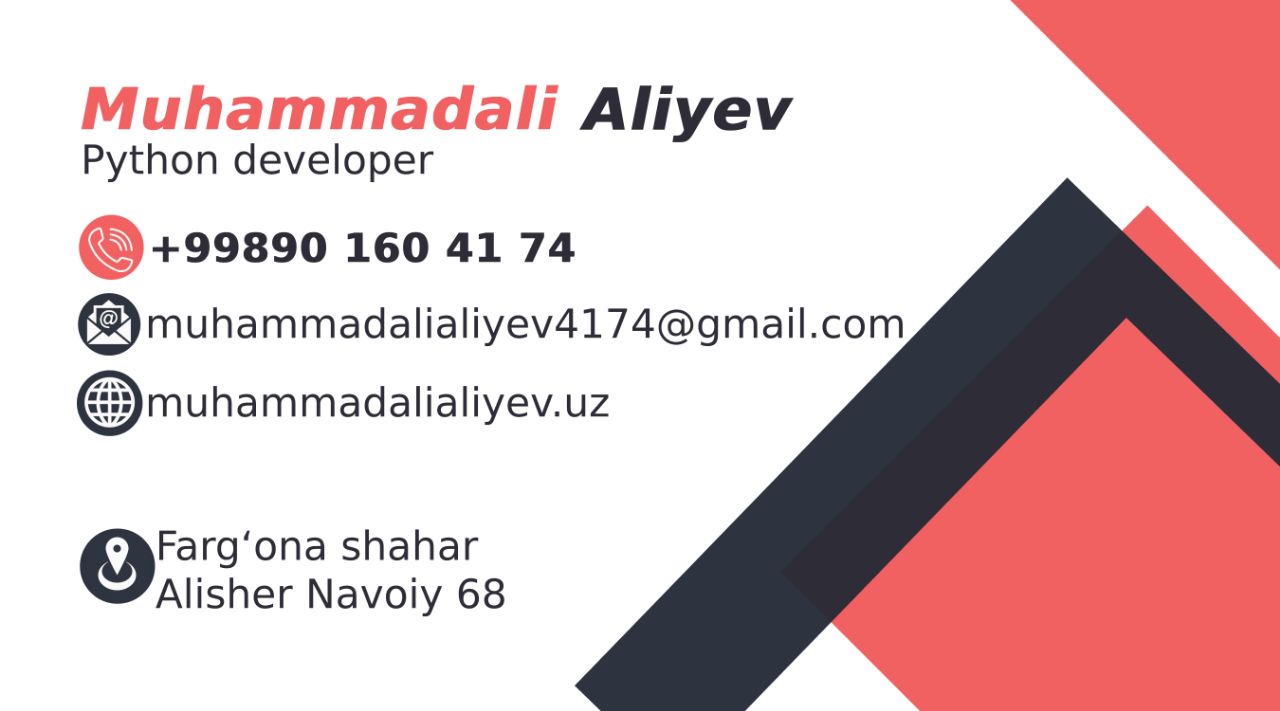 Muhammadali Aliyev
Python developer
+99890 160 41 74
muhammadalialiyev4174@gmail.com
muhammadalialiyev.uz
Farg‘ona shahar
Alisher Navoiy 68